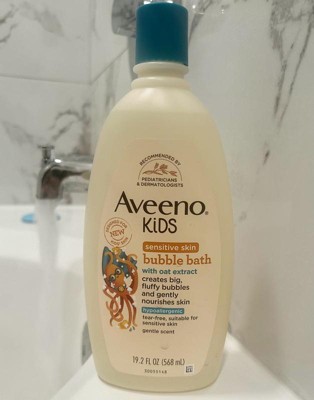 RECOMMENDED BY
PEDIATRICIANS
& DERMATOLOGISTS
Aveeno®
KiDS
NEW
sensitive skin
bubble bath
with oat extract
creates big,
fluffy bubbles
and gently
nourishes skin
hypoallergenic
tear-free, suitable for
sensitive skin
gentle scent
19.2 FL OZ (568 mL)